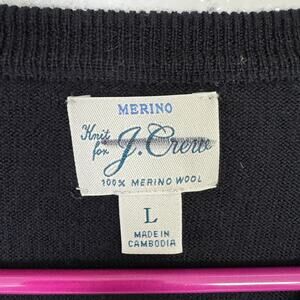 MERINO
Knit
for J. Crew
100% MERINO WOOL
L
MADE IN
CAMBODIA